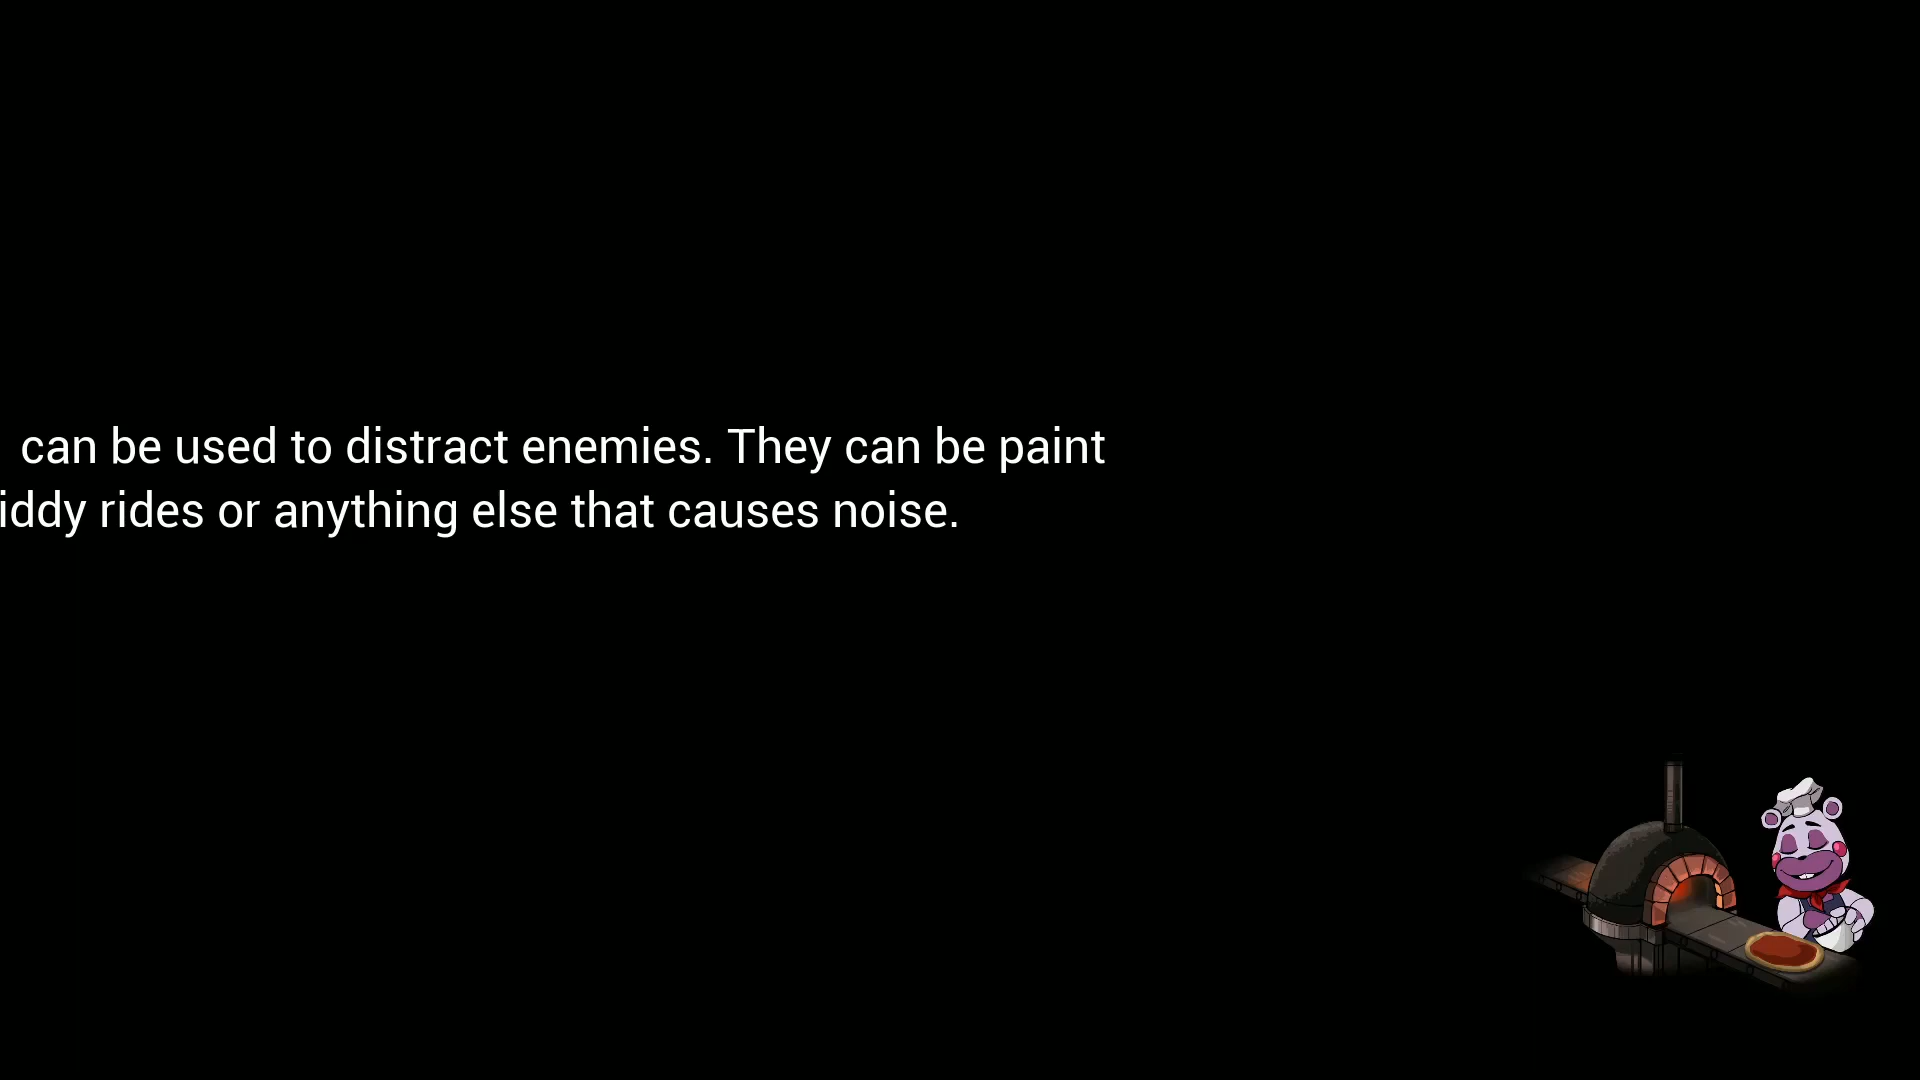 can be used to distract enemies. They can be paint
iddy rides or anything else that causes noise.